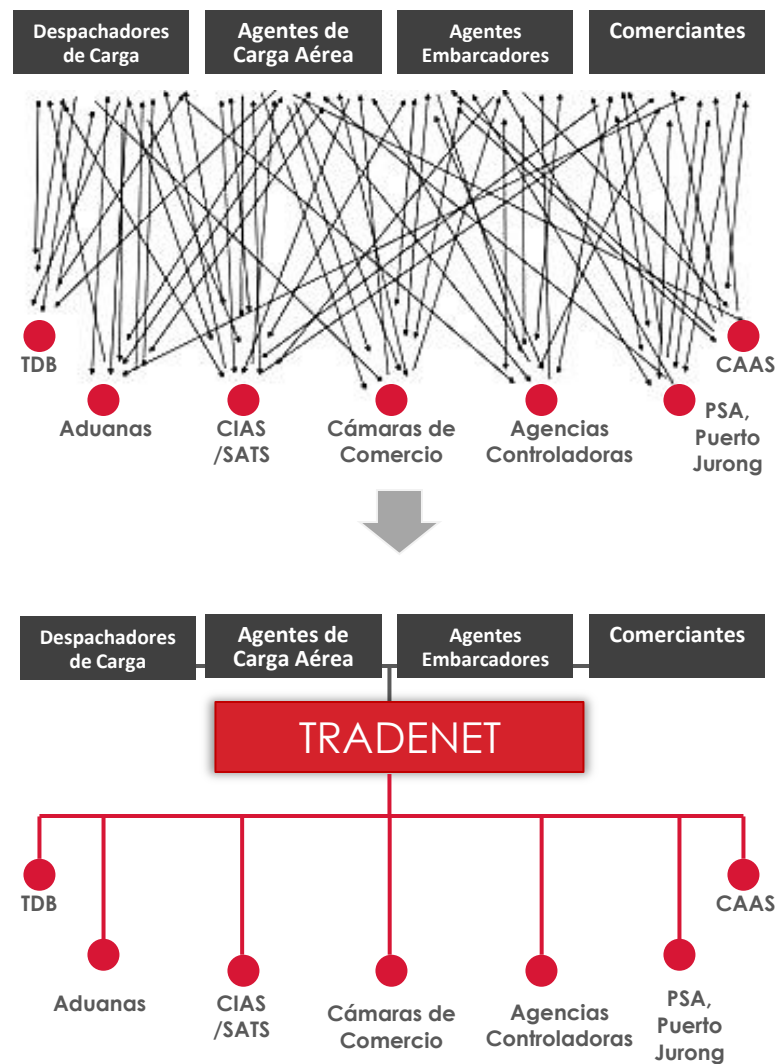 Despachadores
de Carga
Agentes de
Carga Aérea
Agentes
Embarcadores
Comerciantes
TDB
CAAS
Aduanas
CIAS
/SATS
Cámaras de
Comercio
Agencias
Controladoras
PSA,
Puerto
Jurong
Despachadores
de Carga
Agentes de
Carga Aérea
Agentes
Embarcadores
Comerciantes
TRADENET
TDB
CAAS
Aduanas
CIAS
/SATS
Cámaras de
Comercio
Agencias
Controladoras
PSA,
Puerto
Jurong